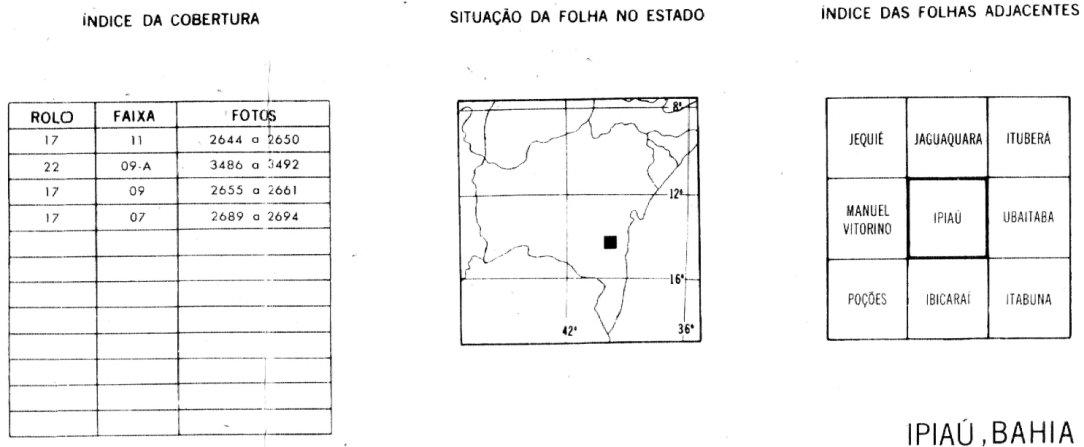 ÍNDICE DA COBERTURA
ROLO FAIXA FOTOS
17 11 2644 a 2650
22 09-A 3486 a 3492
17 09 2655 a 2661
17 07 2689 a 2694
SITUAÇÃO DA FOLHA NO ESTADO
8°
12°
16°
42° 36°
ÍNDICE DAS FOLHAS ADJACENTES
JEQUIÉ JAGUAQUARA ITUBERÁ
MANUEL
VITORINO IPIAÚ UBAITABA
POÇÕES IBICARAÍ ITABUNA
IPIAÚ, BAHIA